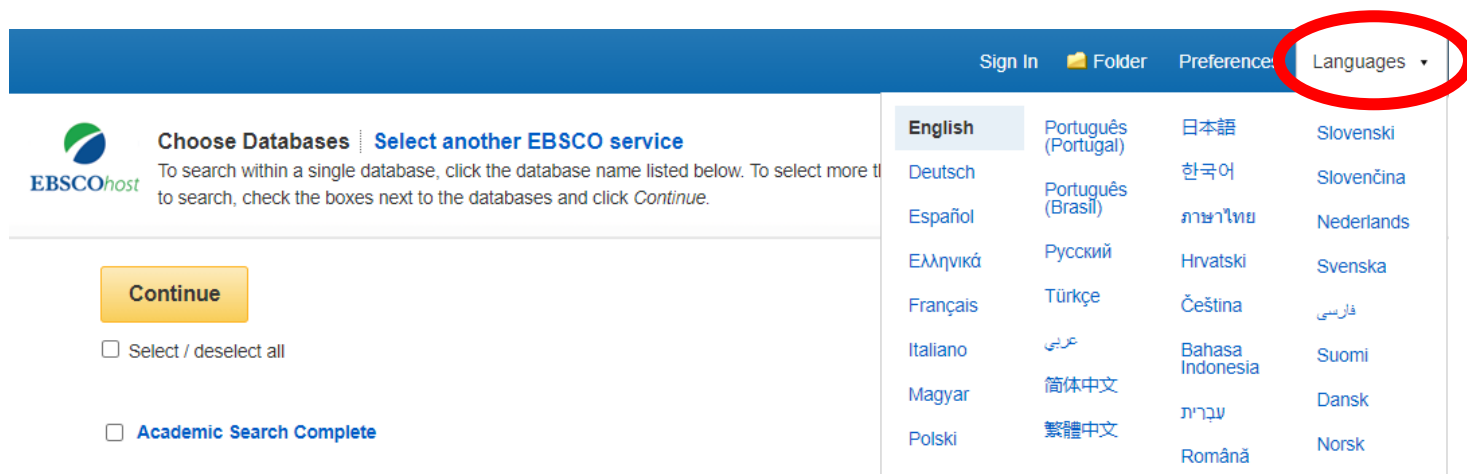 Sign In Folder Preferences Languages
EBSCOhost
Choose Databases Select another EBSCO service
To search within a single database, click the database name listed below. To select more
to search, check the boxes next to the databases and click Continue.
Continue
Select / deselect all
Academic Search Complete
English
Deutsch
Español
Ελληνικά
Français
Italiano
Magyar
Polski
Português
(Portugal)
Português
(Brasil)
Русский
Türkçe
عربي
简体中文
繁體中文
日本語
한국어
ภาษาไทย
Hrvatski
Čeština
Bahasa
Indonesia
עברית
Română
Slovenski
Slovenčina
Nederlands
Svenska
فارسی
Suomi
Dansk
Norsk